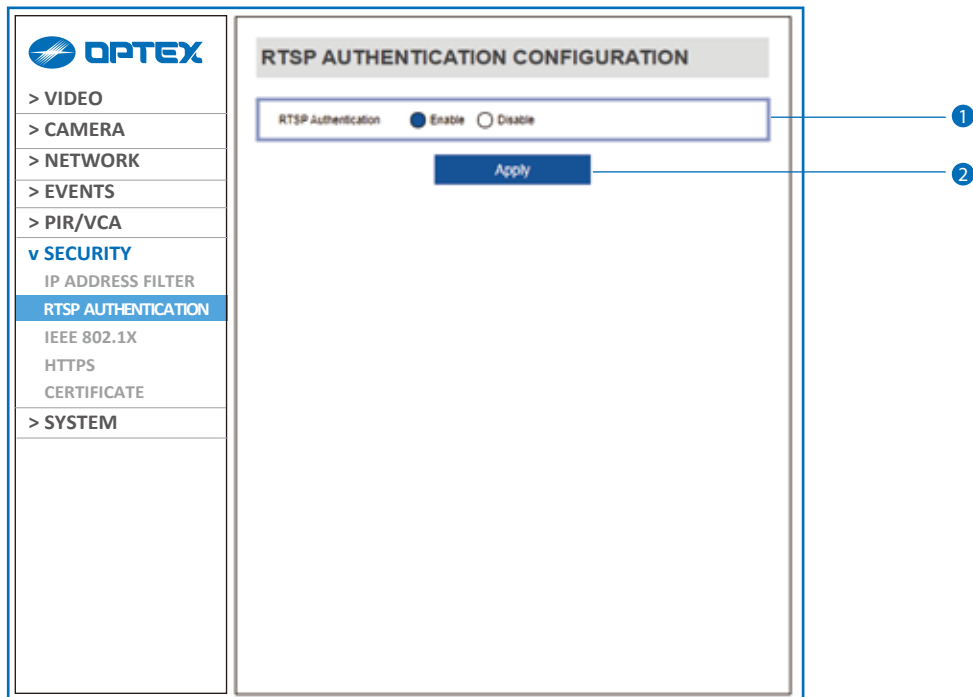 OPTEX
> VIDEO
> CAMERA
> NETWORK
> EVENTS
> PIR/VCA
v SECURITY
IP ADDRESS FILTER
RTSP AUTHENTICATION
IEEE 802.1X
HTTPS
CERTIFICATE
> SYSTEM
RTSP AUTHENTICATION CONFIGURATION
RTSP Authentication Enable Disable
1
Apply
2